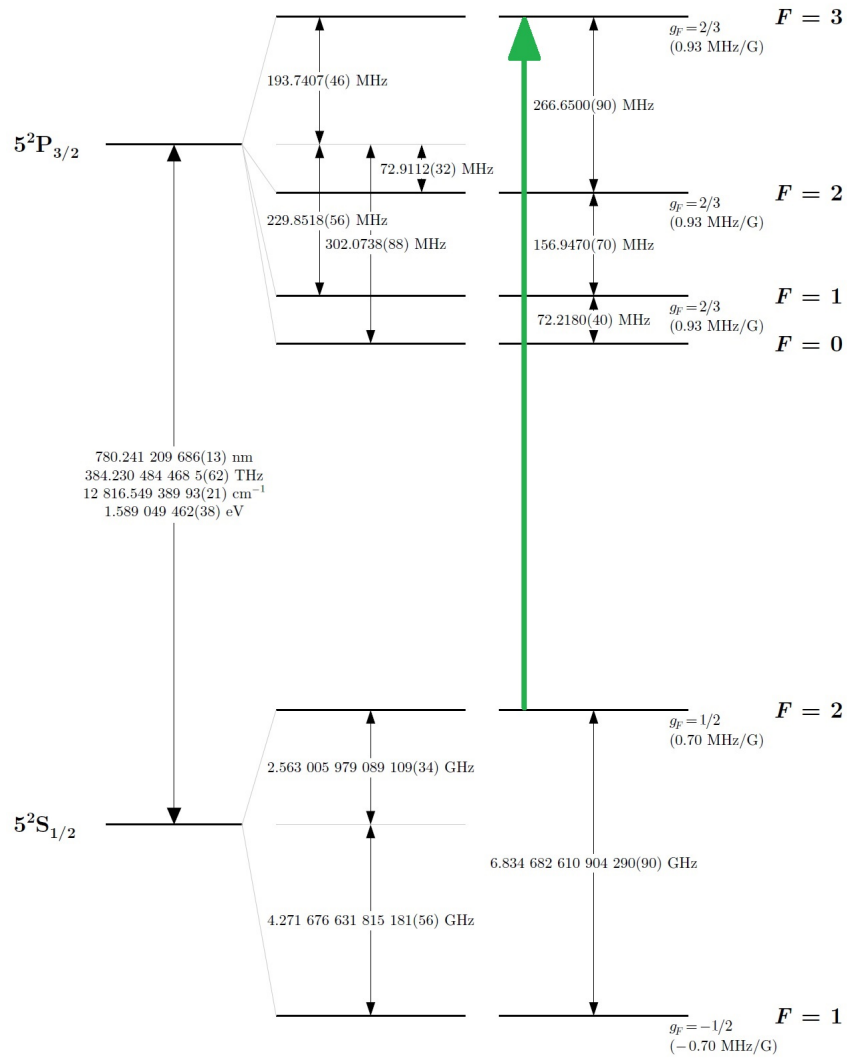 F = 3
g_F = 2/3
(0.93 MHz/G)
193.7407(46) MHz
266.6500(90) MHz
5²P₃/₂
72.9112(32) MHz
F = 2
g_F = 2/3
(0.93 MHz/G)
229.8518(56) MHz
302.0738(88) MHz
156.9470(70) MHz
F = 1
g_F = 2/3
(0.93 MHz/G)
72.2180(40) MHz
F = 0
780.241 209 686(13) nm
384.230 484 468 5(62) THz
12 816.549 389 93(21) cm⁻¹
1.589 049 462(38) eV
F = 2
g_F = 1/2
(0.70 MHz/G)
2.563 005 979 089 109(34) GHz
5²S₁/₂
6.834 682 610 904 290(90) GHz
4.271 676 631 815 181(56) GHz
F = 1
g_F = −1/2
(−0.70 MHz/G)